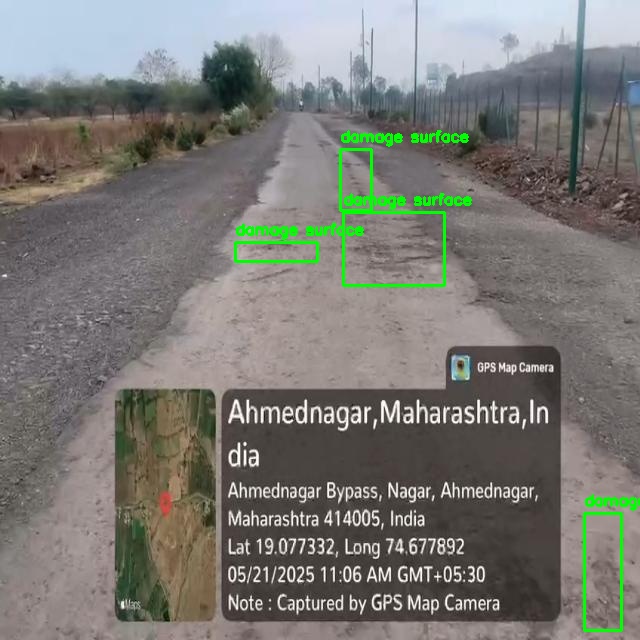 damage surface
damage surface
damage surface
GPS Map Camera
Ahmednagar,Maharashtra,In
dia
Ahmednagar Bypass, Nagar, Ahmednagar,
Maharashtra 414005, India
Lat 19.077332, Long 74.677892
05/21/2025 11:06 AM GMT+05:30
Note : Captured by GPS Map Camera
damag
Maps